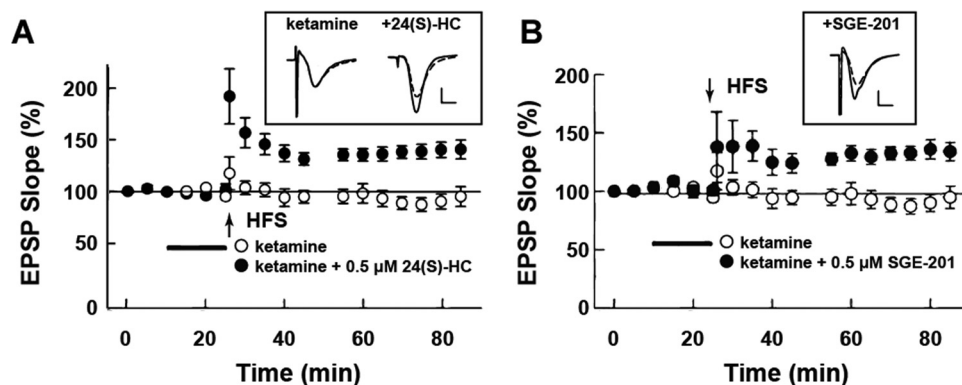 A
ketamine +24(S)-HC
200
150
100
50
0
EPSP Slope (%)
HFS
ketamine
ketamine + 0.5 µM 24(S)-HC
0 20 40 60 80
Time (min)
B
+SGE-201
200
150
100
50
0
EPSP Slope (%)
HFS
ketamine
ketamine + 0.5 µM SGE-201
0 20 40 60 80
Time (min)